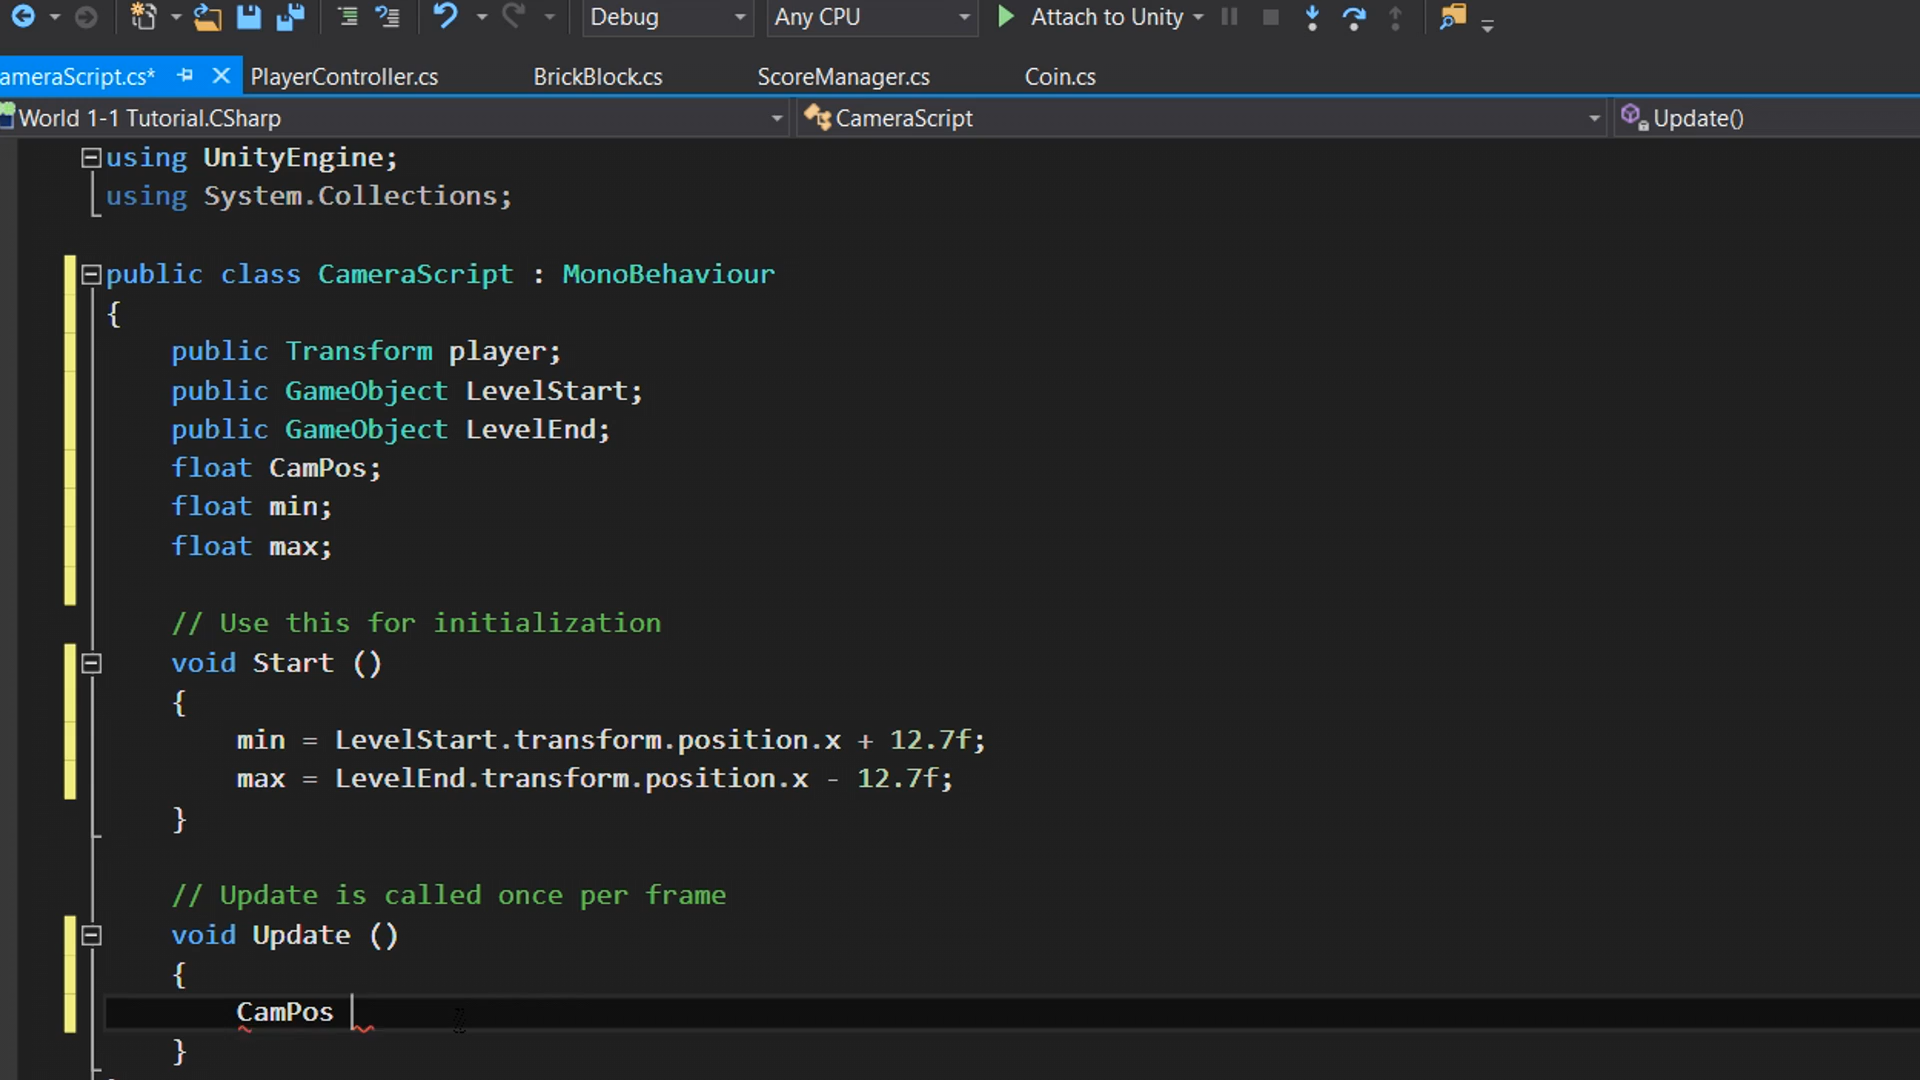 Debug Any CPU Attach to Unity
ameraScript.cs* PlayerController.cs BrickBlock.cs ScoreManager.cs Coin.cs
World 1-1 Tutorial.CSharp CameraScript Update()
using UnityEngine;
using System.Collections;
public class CameraScript : MonoBehaviour
{
public Transform player;
public GameObject LevelStart;
public GameObject LevelEnd;
float CamPos;
float min;
float max;
// Use this for initialization
void Start ()
{
min = LevelStart.transform.position.x + 12.7f;
max = LevelEnd.transform.position.x - 12.7f;
}
// Update is called once per frame
void Update ()
{
CamPos
}